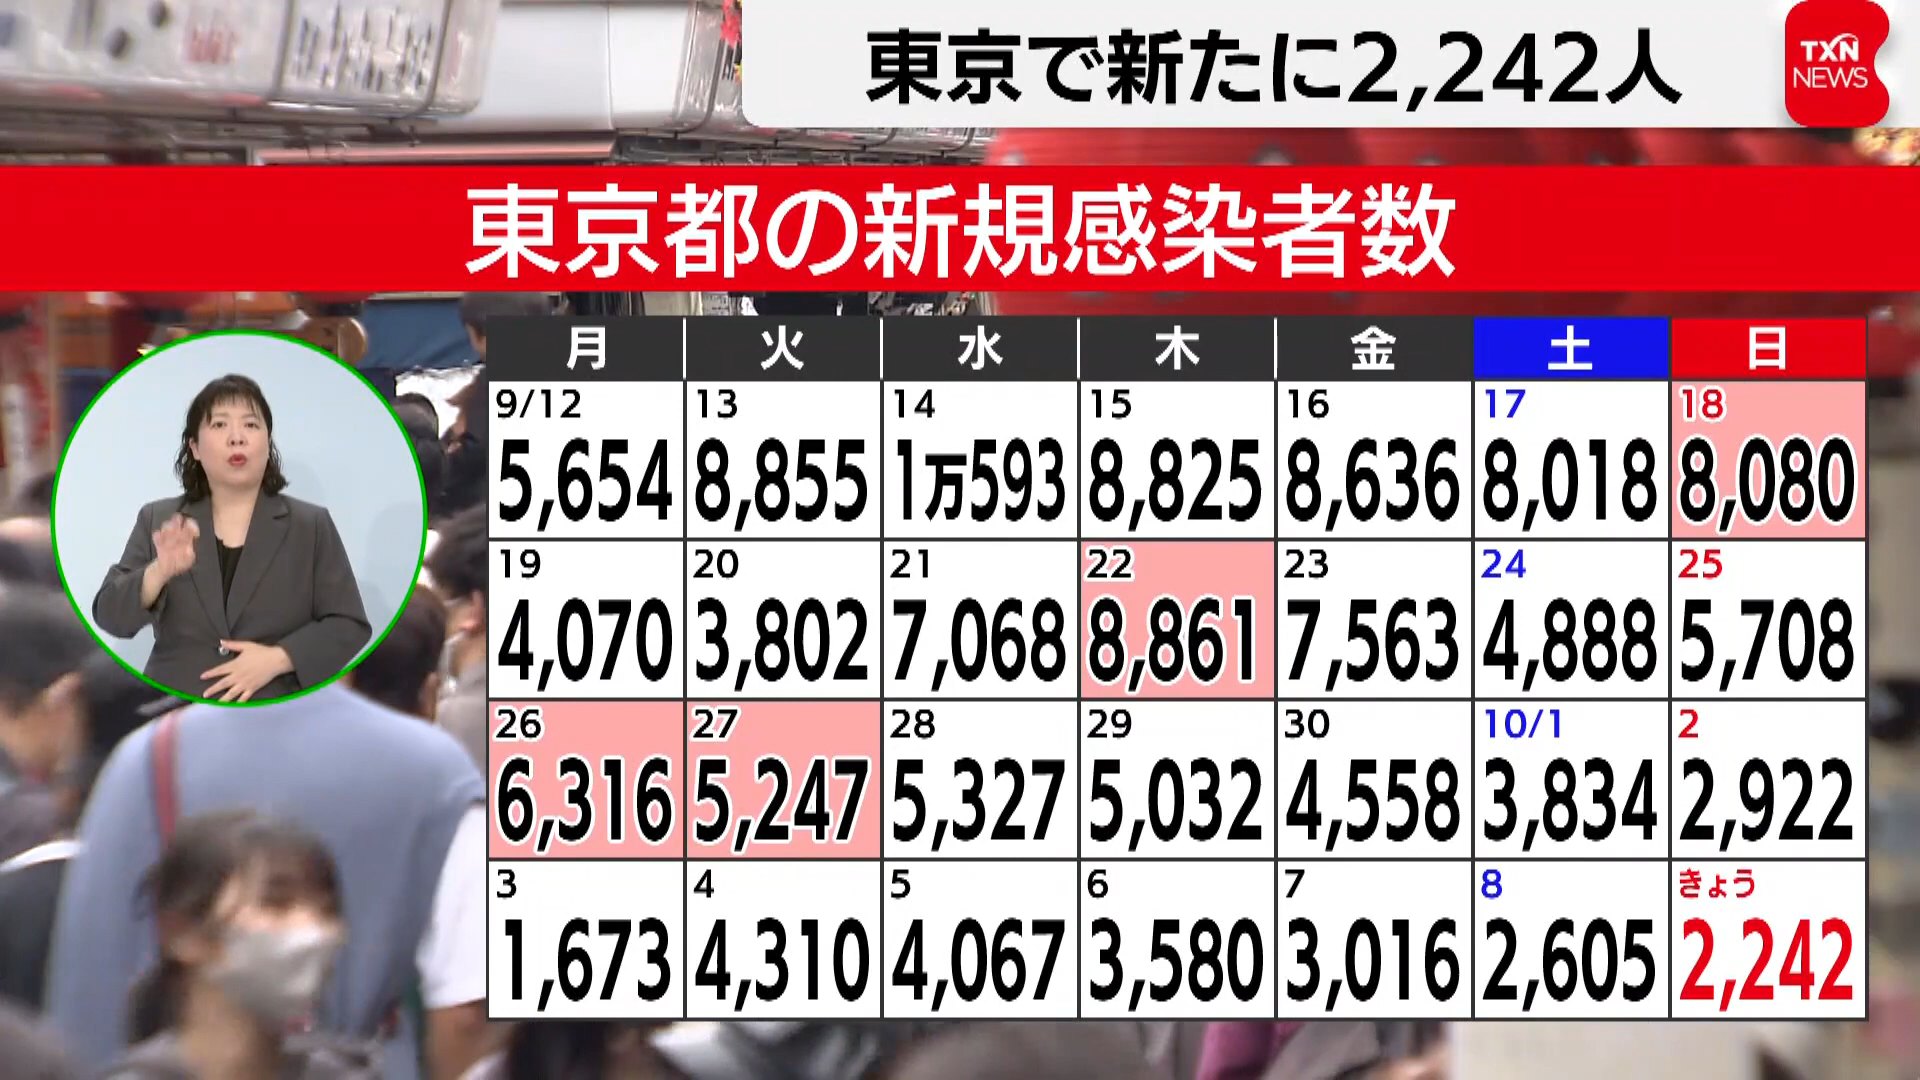 東京で新たに2,242人
TXN
NEWS
東京都の新規感染者数
月 火 水 木 金 土 日
9/12 13 14 15 16 17 18
5,654 8,855 1万593 8,825 8,636 8,018 8,080
19 20 21 22 23 24 25
4,070 3,802 7,068 8,861 7,563 4,888 5,708
26 27 28 29 30 10/1 2
6,316 5,247 5,327 5,032 4,558 3,834 2,922
3 4 5 6 7 8 きょう
1,673 4,310 4,067 3,580 3,016 2,605 2,242